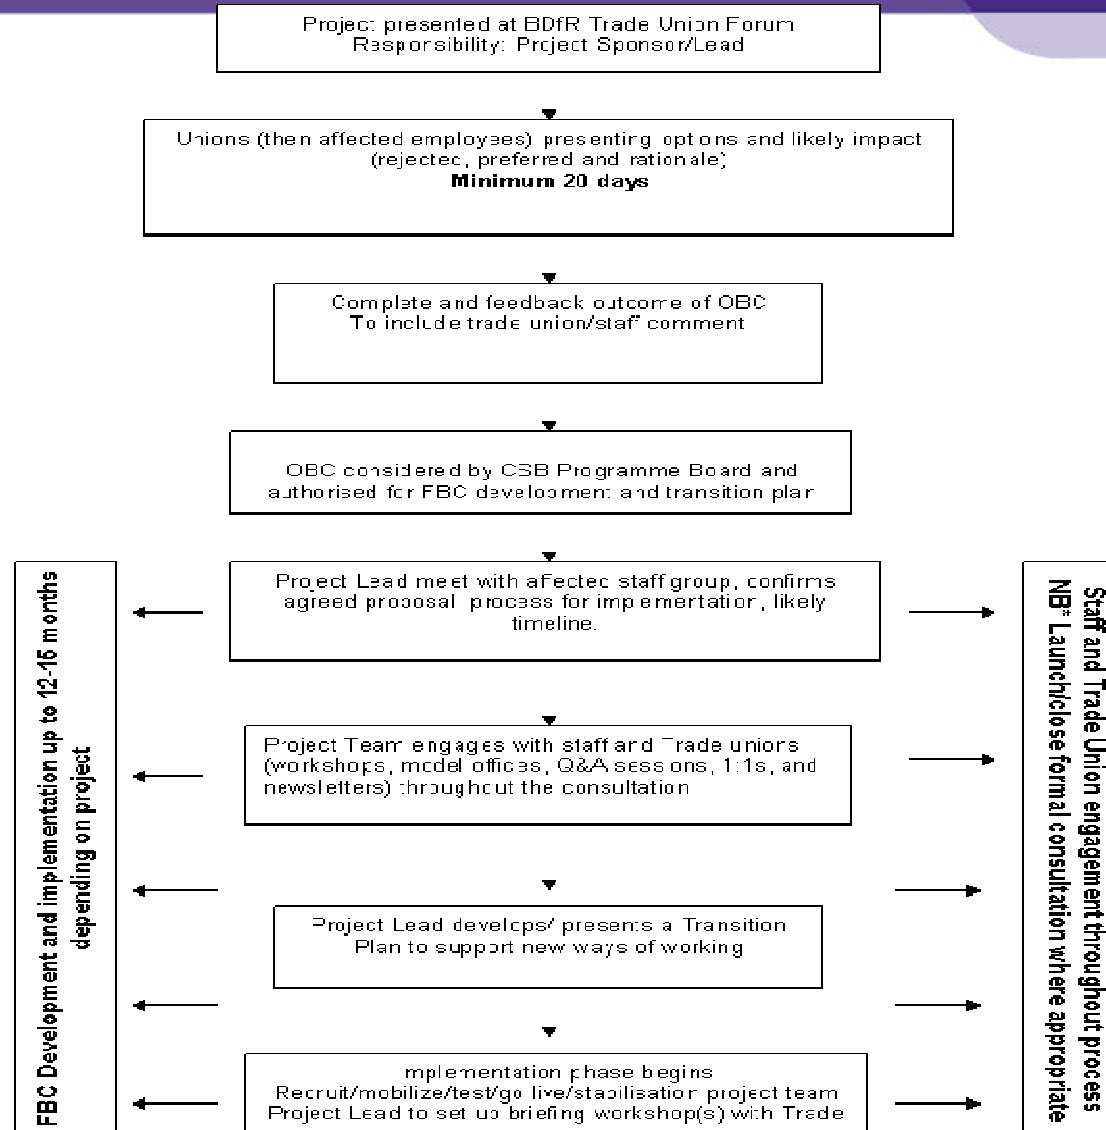 Project presented at BDfR Trade Union Forum
Responsibility: Project Sponsor/Lead
Unions (then affected employees) presenting options and likely impact
(rejected, preferred and rationale)
Minimum 20 days
Complete and feedback outcome of OBC
To include trade union/staff comment
OBC considered by CSB Programme Board and
authorised for FBC development and transition plan
Project Lead meet with affected staff group, confirms
agreed proposal process for implementation, likely
timeline.
Project Team engages with staff and Trade unions
(workshops, model offices, Q&A sessions, 1:1s, and
newsletters) throughout the consultation
Project Lead develops/ presents a Transition
Plan to support new ways of working
mplementation phase begins
Recruit/mobilize/test/go live/stabilisation project team
Project Lead to set up briefing workshop(s) with Trade
FBC Development and implementation up to months
depending on project
Staff and Trade Union engagement throughout process
NB* Launch/close formal consultation where appropriate